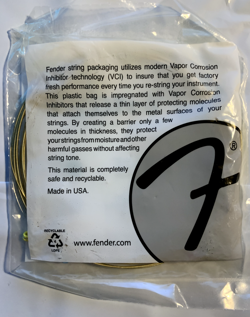 Fender string packaging utilizes modern Vapor Corrosion
Inhibitor technology (VCI) to insure that you get factory
fresh performance every time you re-string your instrument.
This plastic bag is impregnated with Vapor Corrosion
Inhibitors that release a thin layer of protecting molecules
that attach themselves to the metal surfaces of your
strings. By creating a barrier only a few
molecules in thickness, they protect
your strings from moisture and other
harmful gasses without affecting
string tone.
This material is completely
safe and recyclable.
Made in USA.
F
®
RECYCLABLE
4
LDPE
www.fender.com